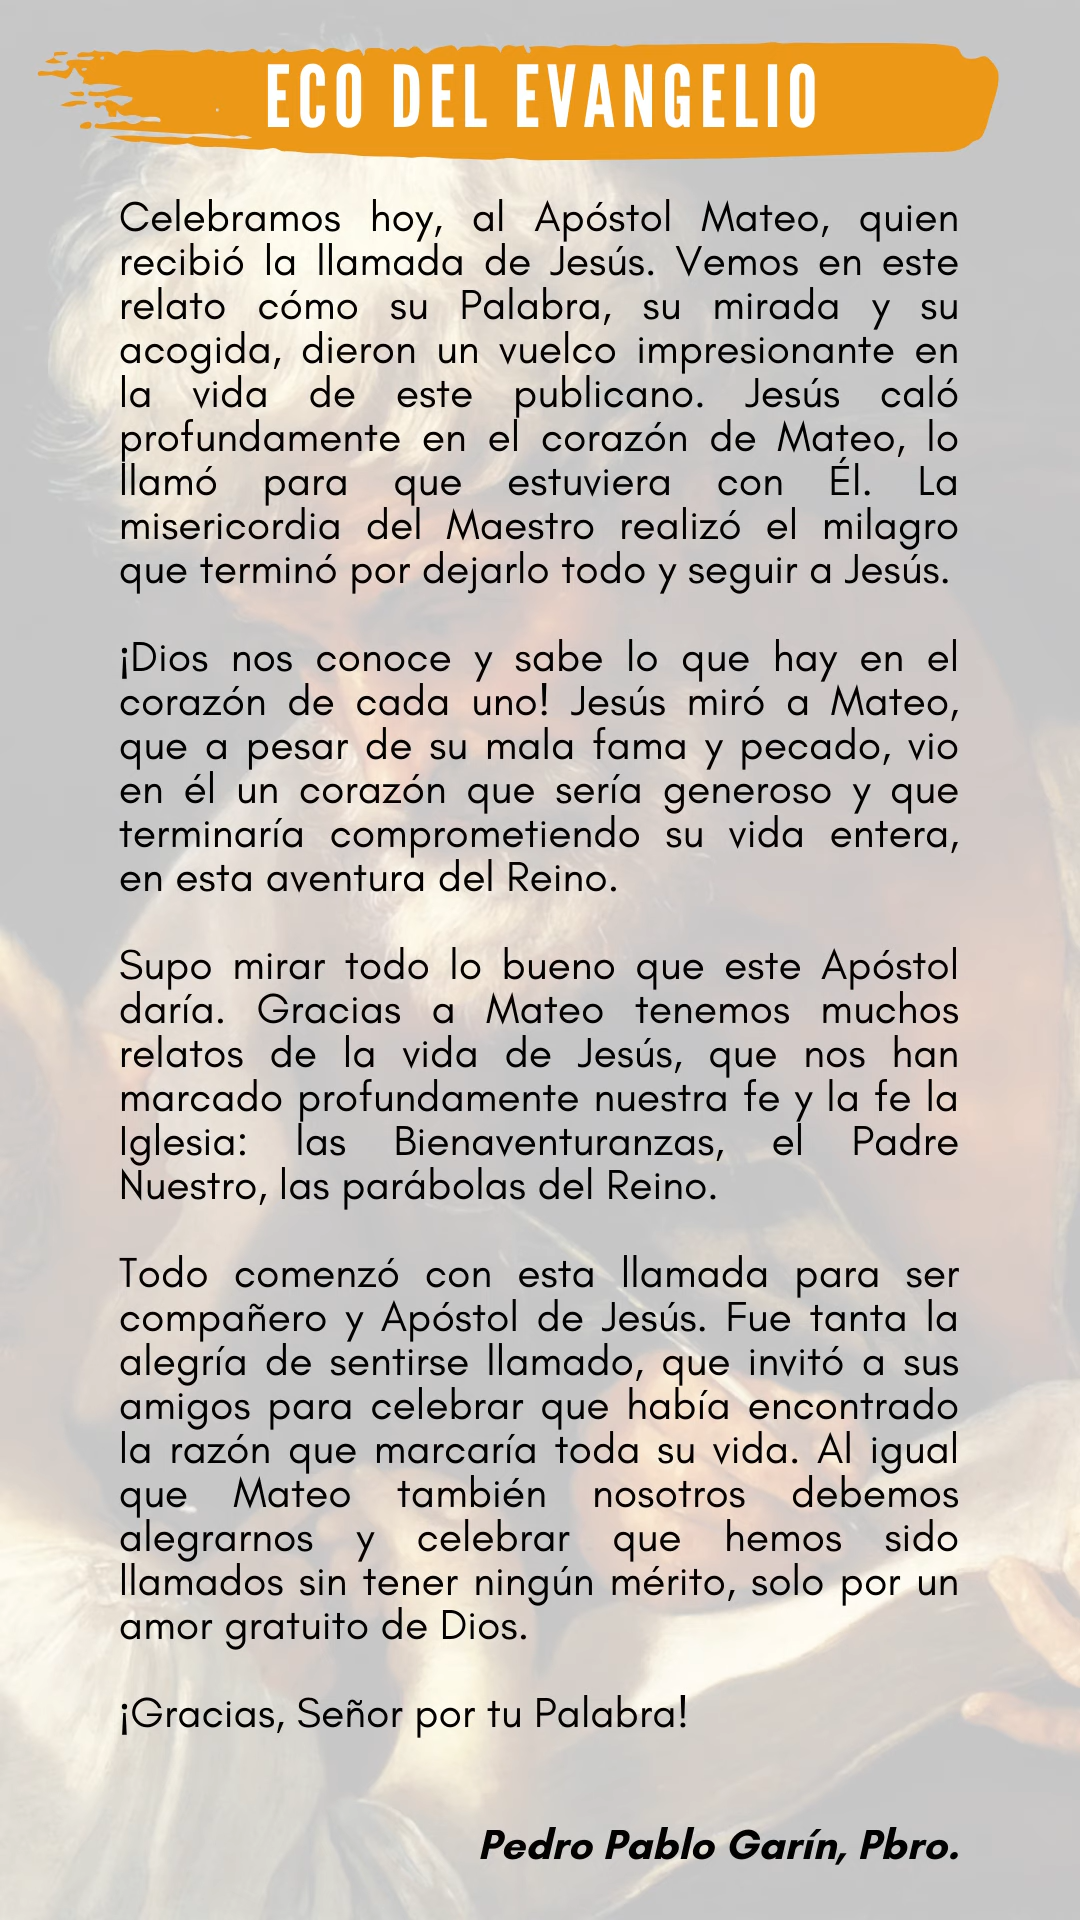 ECO DEL EVANGELIO
Celebramos hoy, al Apóstol Mateo, quien
recibió la llamada de Jesús. Vemos en este
relato cómo su Palabra, su mirada y su
acogida, dieron un vuelco impresionante en
la vida de este publicano. Jesús caló
profundamente en el corazón de Mateo, lo
llamó para que estuviera con Él. La
misericordia del Maestro realizó el milagro
que terminó por dejarlo todo y seguir a Jesús.
¡Dios nos conoce y sabe lo que hay en el
corazón de cada uno! Jesús miró a Mateo,
que a pesar de su mala fama y pecado, vio
en él un corazón que sería generoso y que
terminaría comprometiendo su vida entera,
en esta aventura del Reino.
Supo mirar todo lo bueno que este Apóstol
daría. Gracias a Mateo tenemos muchos
relatos de la vida de Jesús, que nos han
marcado profundamente nuestra fe y la fe la
Iglesia: las Bienaventuranzas, el Padre
Nuestro, las parábolas del Reino.
Todo comenzó con esta llamada para ser
compañero y Apóstol de Jesús. Fue tanta la
alegría de sentirse llamado, que invitó a sus
amigos para celebrar que había encontrado
la razón que marcaría toda su vida. Al igual
que Mateo también nosotros debemos
alegrarnos y celebrar que hemos sido
llamados sin tener ningún mérito, solo por un
amor gratuito de Dios.
¡Gracias, Señor por tu Palabra!
Pedro Pablo Garín, Pbro.